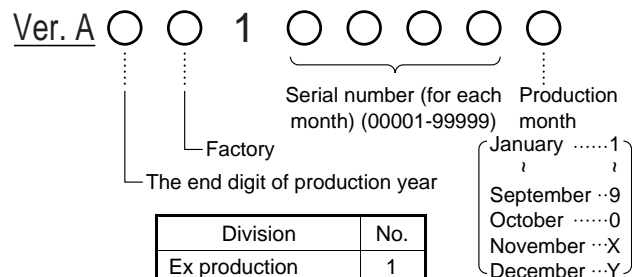 Ver. A ○ ○ 1 ○ ○ ○ ○ ○
Serial number (for each
month) (00001-99999)
Production
month
January ······1
~ ~
September ··9
October ······0
November ···X
December ···Y
Factory
The end digit of production year
Division No.
Ex production 1